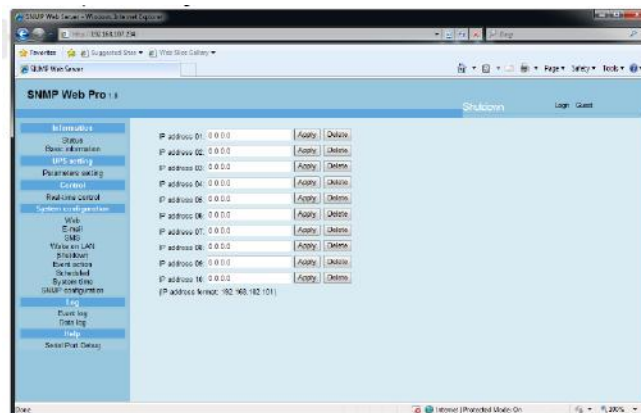 SNMP Web Server - Windows Internet Explorer
Favorites Suggested Sites Web Slice Gallery
SNMP Web Server
Page Safety Tools
SNMP Web Pro
Shutdown
Login Guest
Information
Status
Basic information
UPS setting
Parameters setting
Control
Real-time control
System configuration
Web
E-mail
SMS
Wake on LAN
Shutdown
Event action
Scheduled
System time
SNMP configuration
Log
Event log
Data log
Help
Serial Port Debug
IP address 01: 0.0.0.0 Apply Delete
IP address 02: 0.0.0.0 Apply Delete
IP address 03: 0.0.0.0 Apply Delete
IP address 04: 0.0.0.0 Apply Delete
IP address 05: 0.0.0.0 Apply Delete
IP address 06: 0.0.0.0 Apply Delete
IP address 07: 0.0.0.0 Apply Delete
IP address 08: 0.0.0.0 Apply Delete
IP address 09: 0.0.0.0 Apply Delete
IP address 10: 0.0.0.0 Apply Delete
(IP address format: 192.168.102.101)
Done
Internet | Protected Mode: On
200%